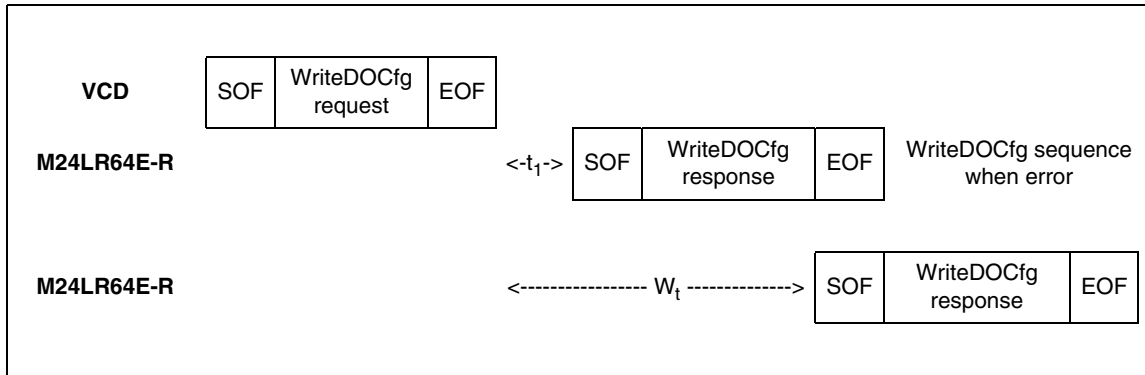 VCD SOF WriteDOCfg request EOF
M24LR64E-R <-t1-> SOF WriteDOCfg response EOF WriteDOCfg sequence when error
M24LR64E-R <----------------- Wt --------------> SOF WriteDOCfg response EOF